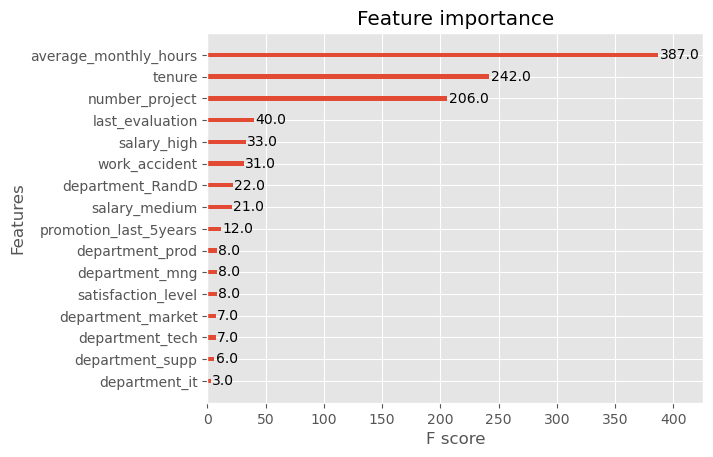 Feature importance
average_monthly_hours 387.0
tenure 242.0
number_project 206.0
last_evaluation 40.0
salary_high 33.0
work_accident 31.0
department_RandD 22.0
salary_medium 21.0
promotion_last_5years 12.0
department_prod 8.0
department_mng 8.0
satisfaction_level 8.0
department_market 7.0
department_tech 7.0
department_supp 6.0
department_it 3.0
Features
0 50 100 150 200 250 300 350 400
F score